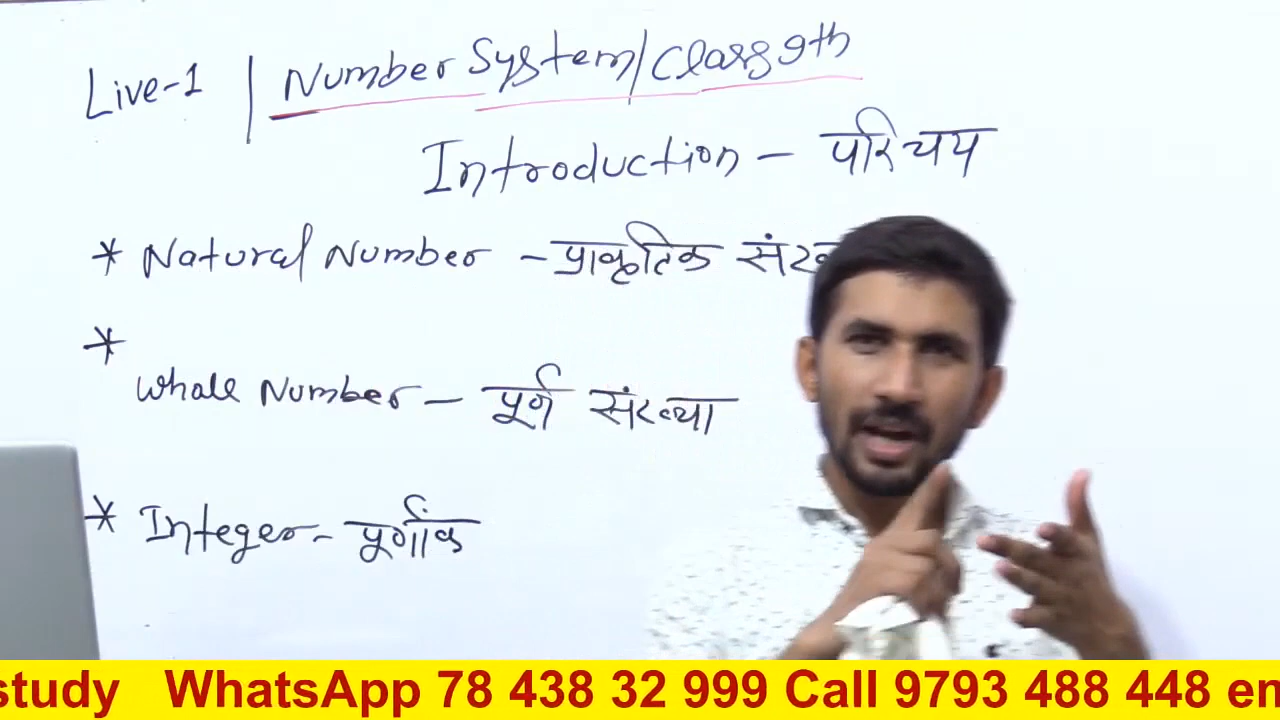 Live-1 | Number System/Class 9th
Introduction - परिचय
* Natural Number - प्राकृतिक
* Whole Number - पूर्ण संख्या
* Integer - पूर्णांक
study WhatsApp 78 438 32 999 Call 9793 488 448 en